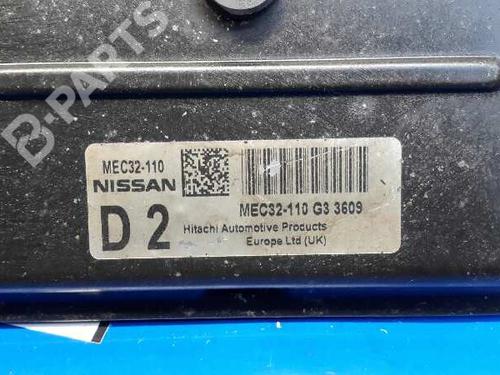 B-PARTS
MEC32-110
NISSAN
D 2
MEC32-110 G3 3609
Hitachi Automotive Products
Europe Ltd (UK)